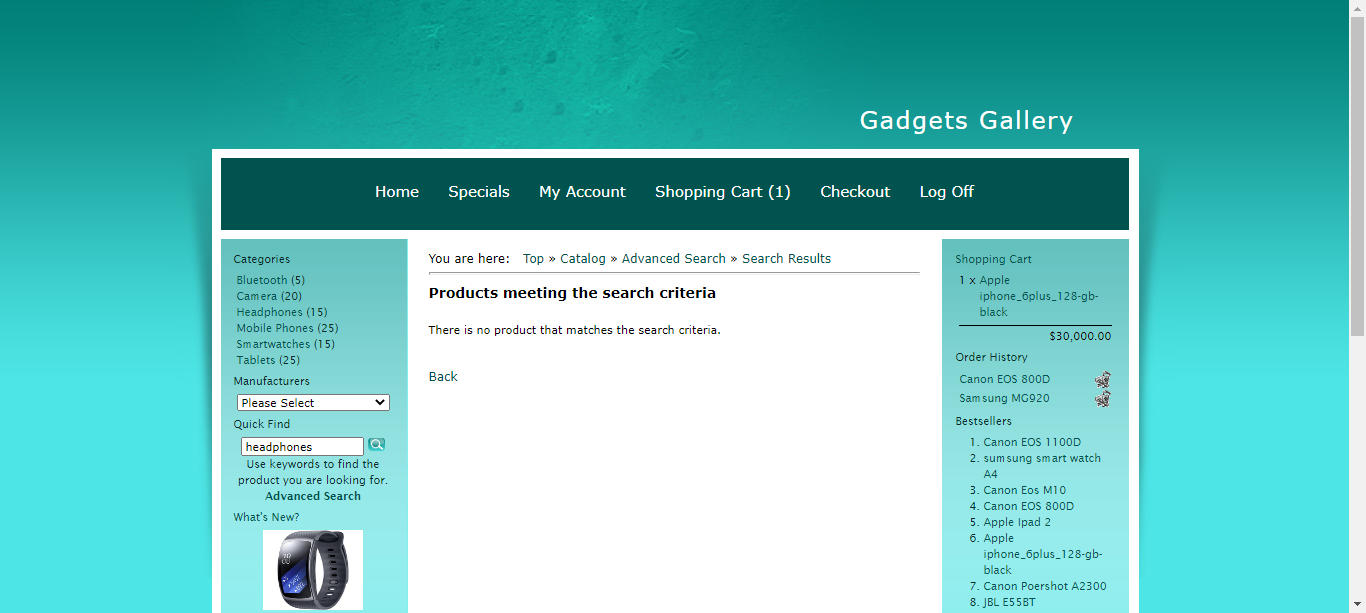 Gadgets Gallery
Home Specials My Account Shopping Cart (1) Checkout Log Off
Categories
Bluetooth (5)
Camera (20)
Headphones (15)
Mobile Phones (25)
Smartwatches (15)
Tablets (25)
Manufacturers
Please Select
Quick Find
headphones
Use keywords to find the
product you are looking for.
Advanced Search
What's New?
You are here: Top » Catalog » Advanced Search » Search Results
Products meeting the search criteria
There is no product that matches the search criteria.
Back
Shopping Cart
1 x Apple
iphone_6plus_128-gb-
black
$30,000.00
Order History
Canon EOS 800D
Samsung MG920
Bestsellers
1. Canon EOS 1100D
2. sumsung smart watch
A4
3. Canon Eos M10
4. Canon EOS 800D
5. Apple Ipad 2
6. Apple
iphone_6plus_128-gb-
black
7. Canon Poershot A2300
8. JBL E55BT